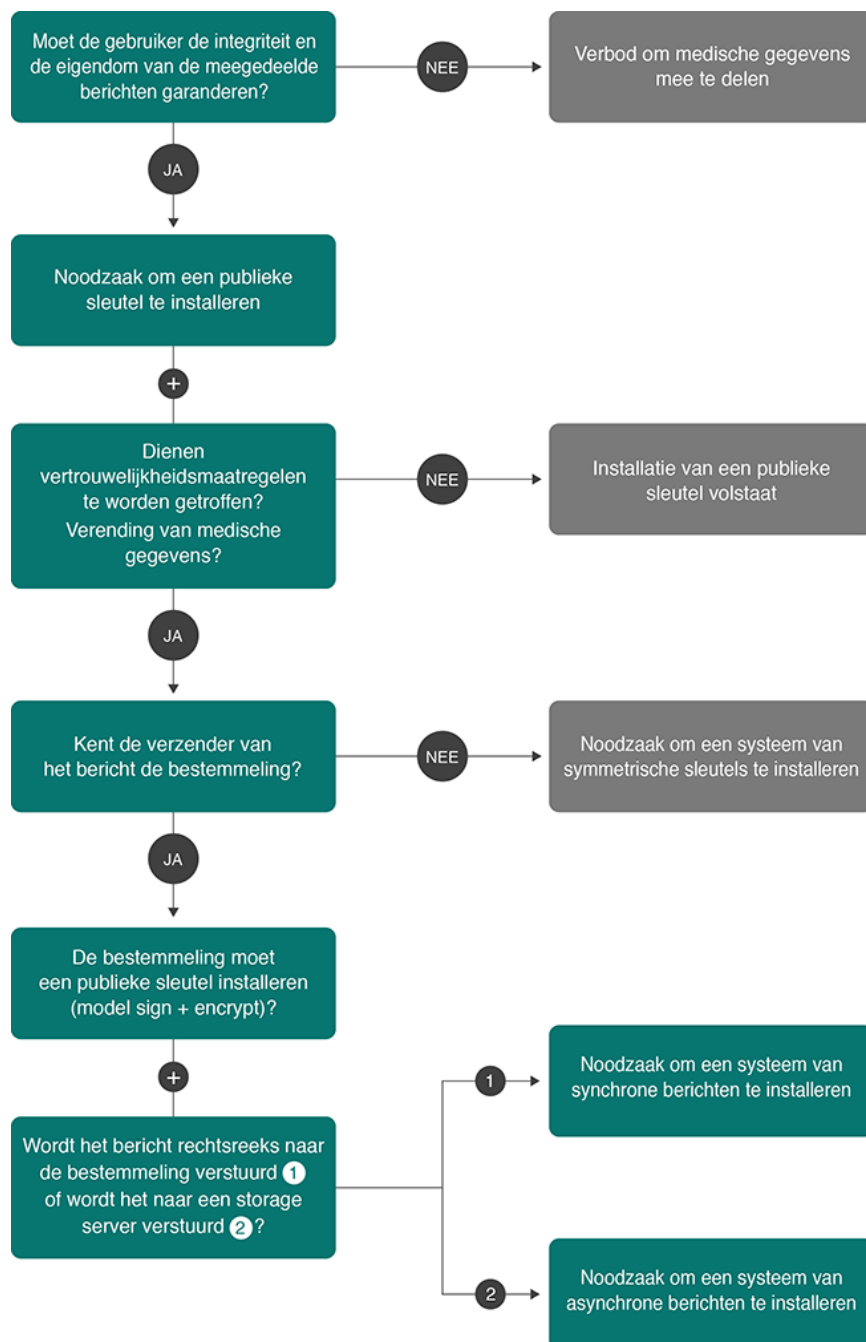 Moet de gebruiker de integriteit en
de eigendom van de meegedeelde
berichten garanderen?
NEE
Verbod om medische gegevens
mee te delen
JA
Noodzaak om een publieke
sleutel te installeren
+
Dienen
vertrouwelijkheidsmaatregelen
te worden getroffen?
Verending van medische
gegevens?
NEE
Installatie van een publieke
sleutel volstaat
JA
Kent de verzender van
het bericht de bestemmeling?
NEE
Noodzaak om een systeem van
symmetrische sleutels te installeren
JA
De bestemmeling moet
een publieke sleutel installeren
(model sign + encrypt)?
+
Wordt het bericht rechtsreeks naar
de bestemmeling verstuurd 1
of wordt het naar een storage
server verstuurd 2?
1
Noodzaak om een systeem van
synchrone berichten te installeren
2
Noodzaak om een systeem van
asynchrone berichten te installeren